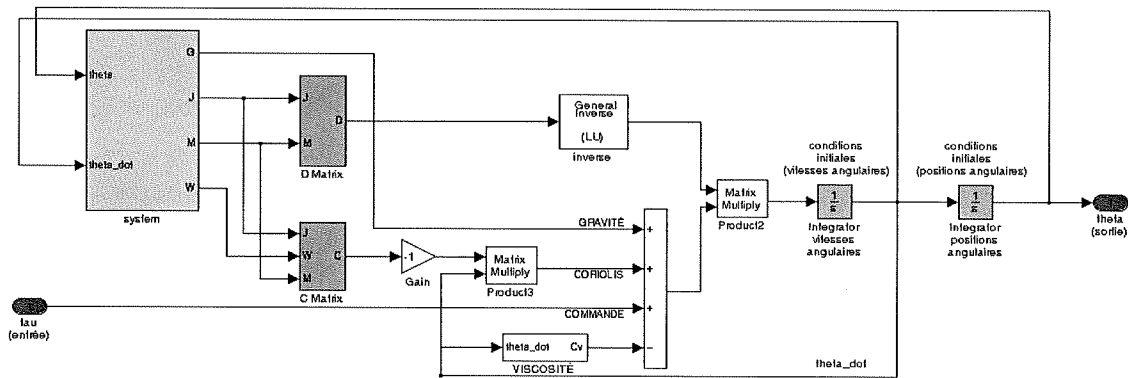 G
theta
J
M
theta_dot
W
system
J
D
M
D Matrix
General
Inverse
(LU)
Inverse
conditions
initiales
(vitesses angulaires)
conditions
initiales
(positions angulaires)
Matrix
Multiply
Product2
1
s
Integrator
vitesses
angulaires
1
s
Integrator
positions
angulaires
theta
(sortie)
J
W
C
M
C Matrix
-1
Gain
Matrix
Multiply
Product3
GRAVITÉ
+
CORIOLIS
+
COMMANDE
+
−
tau
(entrée)
theta_dot
Cv
VISCOSITÉ
theta_dot